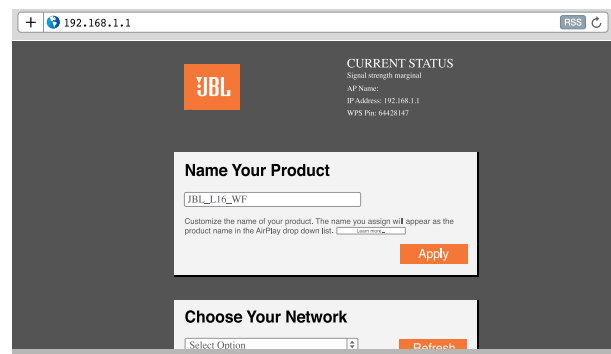 192.168.1.1
RSS
JBL
CURRENT STATUS
Signal strength marginal
AP Name:
IP Address: 192.168.1.1
WPS Pin: 64428147
Name Your Product
JBL_L16_WF
Customize the name of your product. The name you assign will appear as the
product name in the AirPlay drop down list. Learn more...
Apply
Choose Your Network
Select Option
Refresh